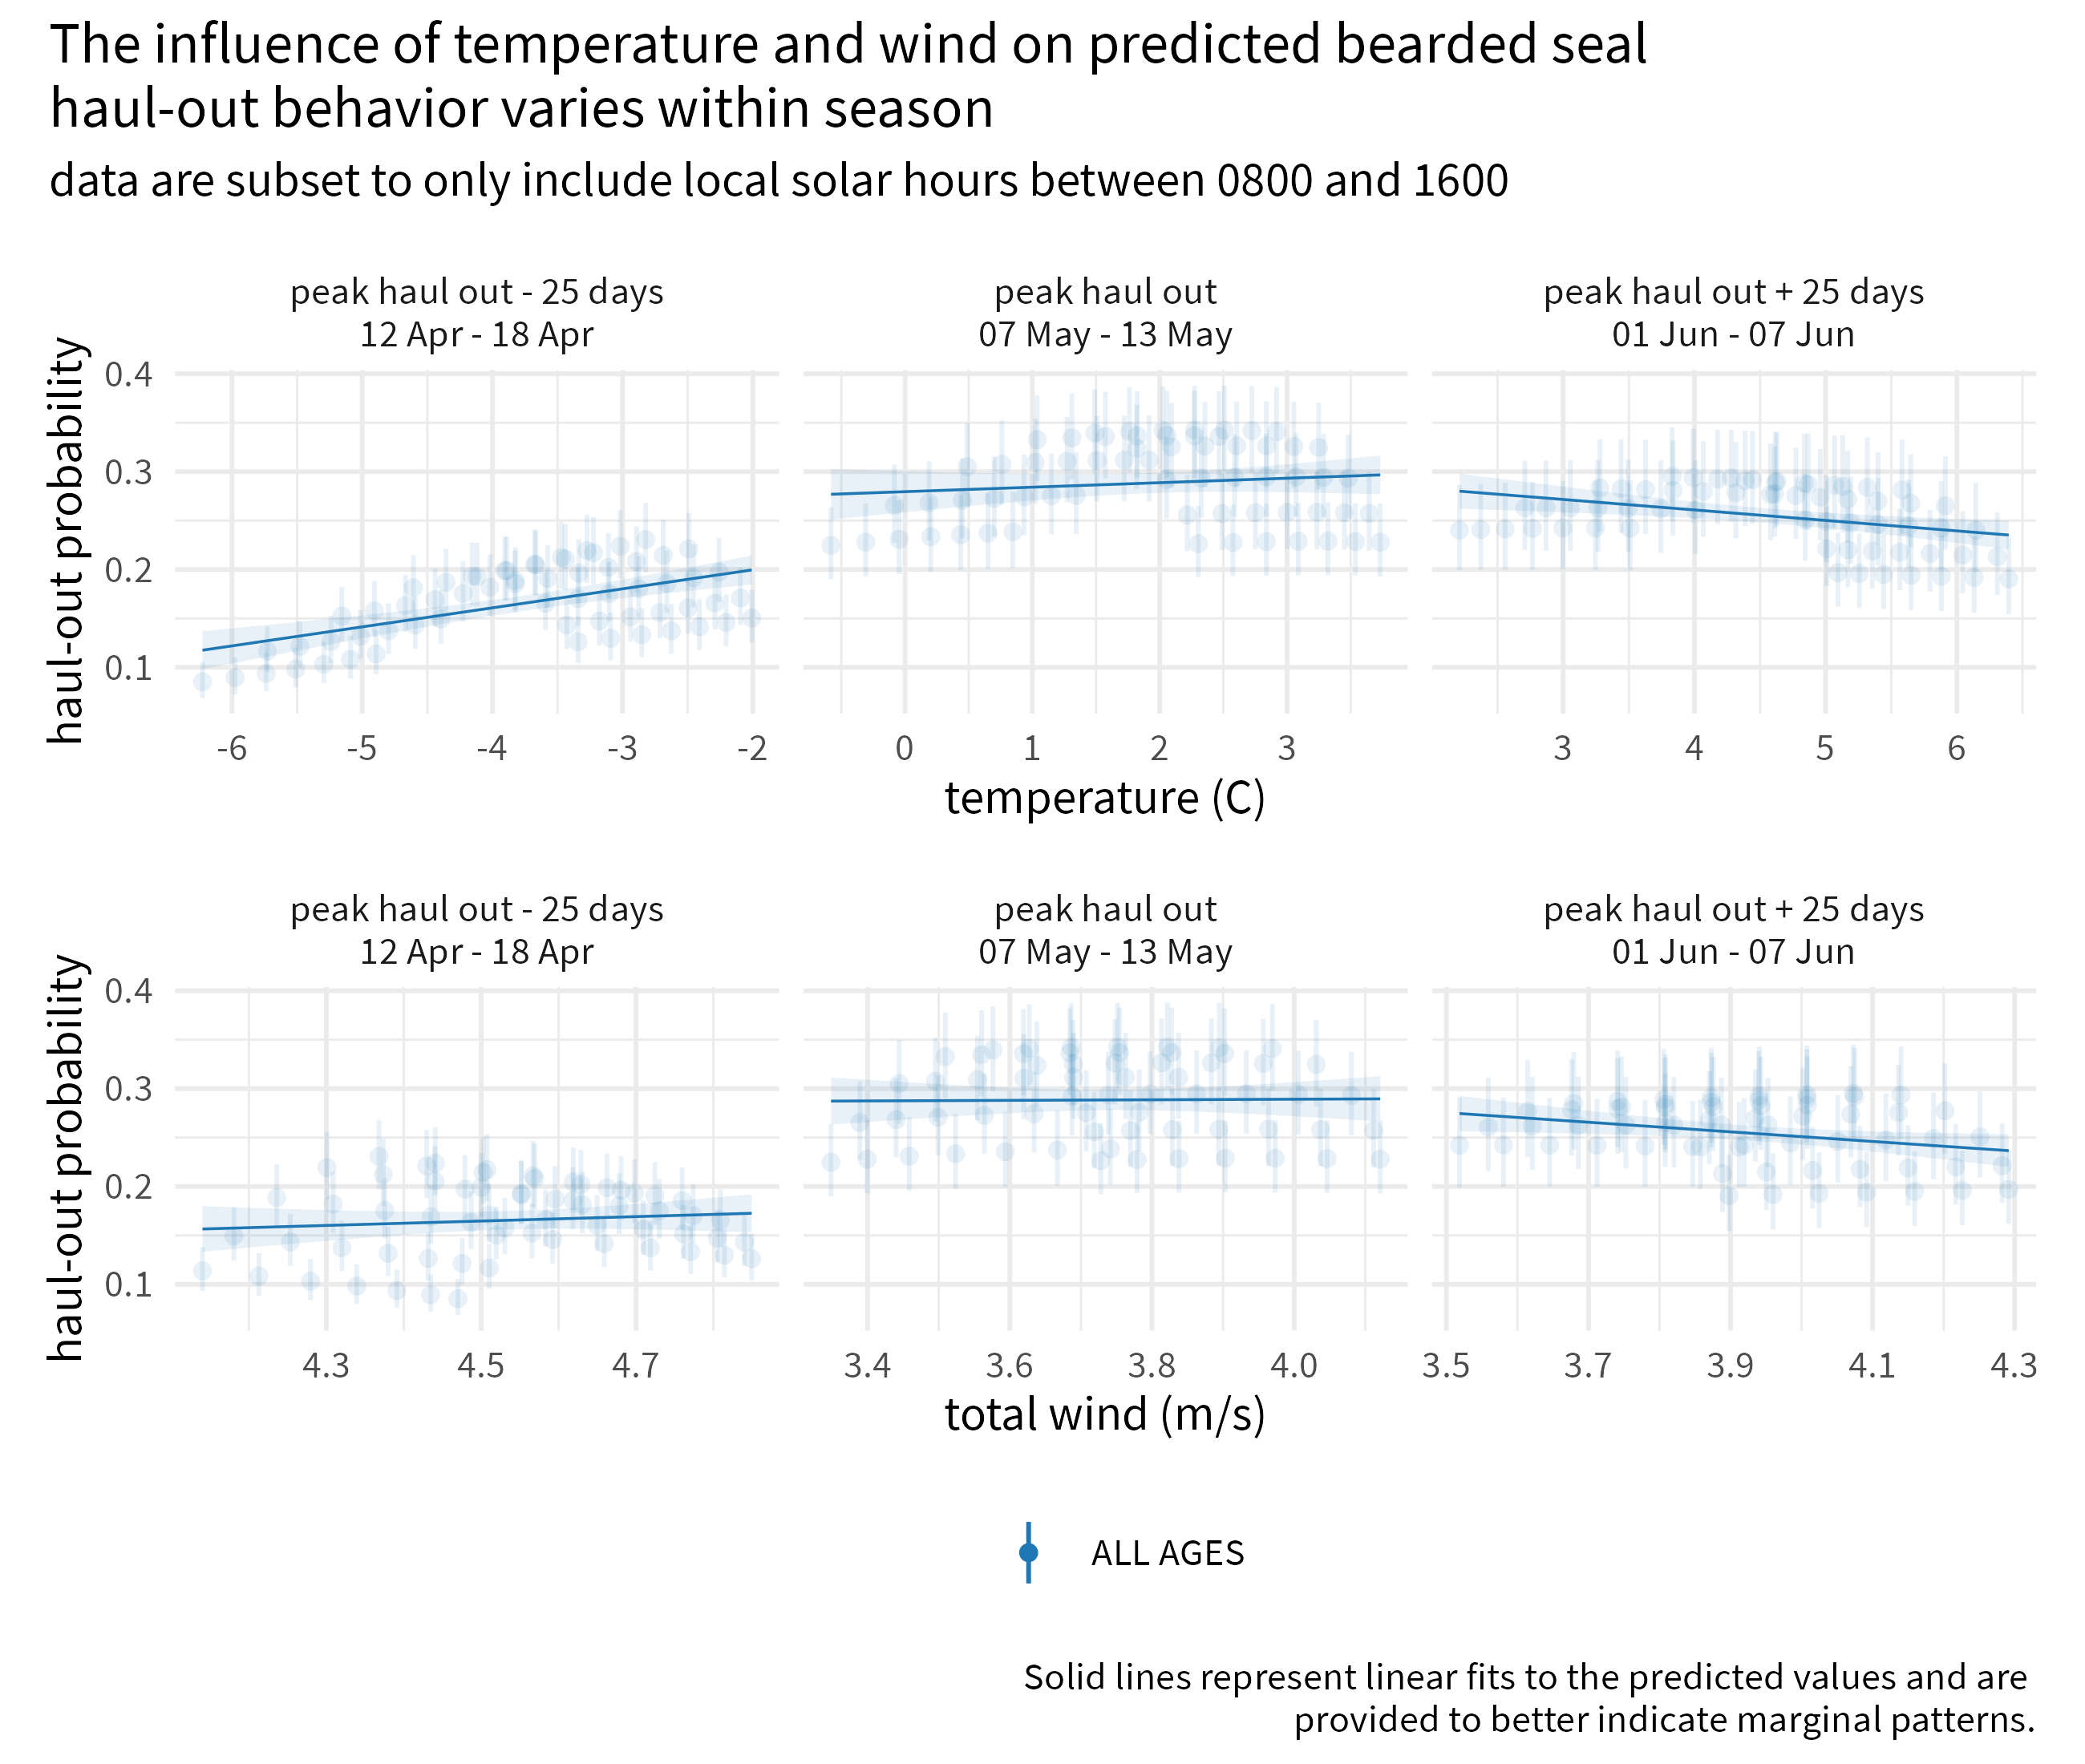 The influence of temperature and wind on predicted bearded seal
haul-out behavior varies within season
data are subset to only include local solar hours between 0800 and 1600
peak haul out - 25 days
12 Apr - 18 Apr
peak haul out
07 May - 13 May
peak haul out + 25 days
01 Jun - 07 Jun
haul-out probability
0.4
0.3
0.2
0.1
-6 -5 -4 -3 -2
0 1 2 3
3 4 5 6
temperature (C)
peak haul out - 25 days
12 Apr - 18 Apr
peak haul out
07 May - 13 May
peak haul out + 25 days
01 Jun - 07 Jun
haul-out probability
0.4
0.3
0.2
0.1
4.3 4.5 4.7
3.4 3.6 3.8 4.0
3.5 3.7 3.9 4.1 4.3
total wind (m/s)
ALL AGES
Solid lines represent linear fits to the predicted values and are
provided to better indicate marginal patterns.